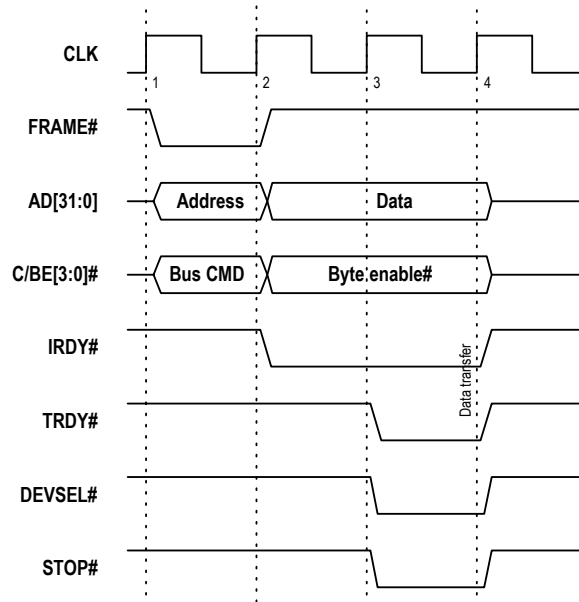 CLK
1 2 3 4
FRAME#
AD[31:0] Address Data
C/BE[3:0]# Bus CMD Byte enable#
IRDY#
Data transfer
TRDY#
DEVSEL#
STOP#